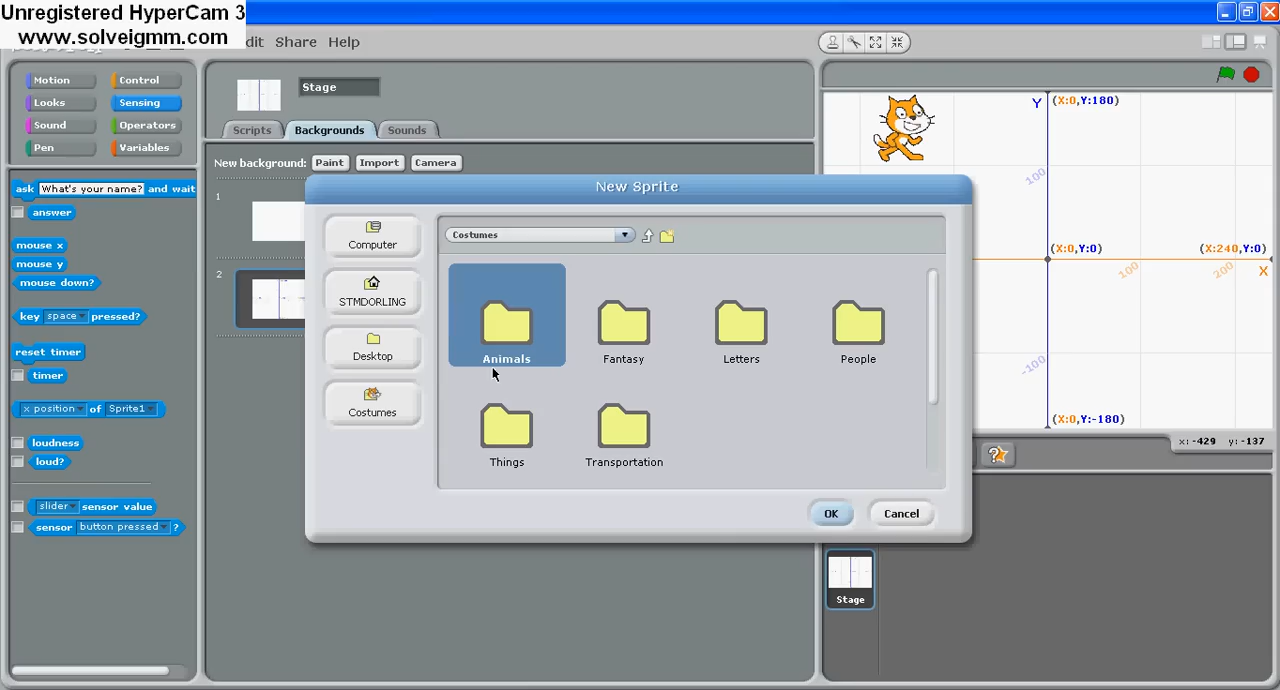 Unregistered HyperCam 3
www.solveigmm.com
dit Share Help
Motion Control
Looks Sensing
Sound Operators
Pen Variables
Stage
Scripts Backgrounds Sounds
New background: Paint Import Camera
1
2
ask What's your name? and wait
answer
mouse x
mouse y
mouse down?
key space pressed?
reset timer
timer
x position of Sprite1
loudness
loud?
slider sensor value
sensor button pressed ?
New Sprite
Computer
STMDORLING
Desktop
Costumes
Costumes
Animals Fantasy Letters People
Things Transportation
OK Cancel
Y (X:0,Y:180)
100
(X:0,Y:0) (X:240,Y:0)
100 200 X
-100
(X:0,Y:-180)
x: -429 y: -137
Stage